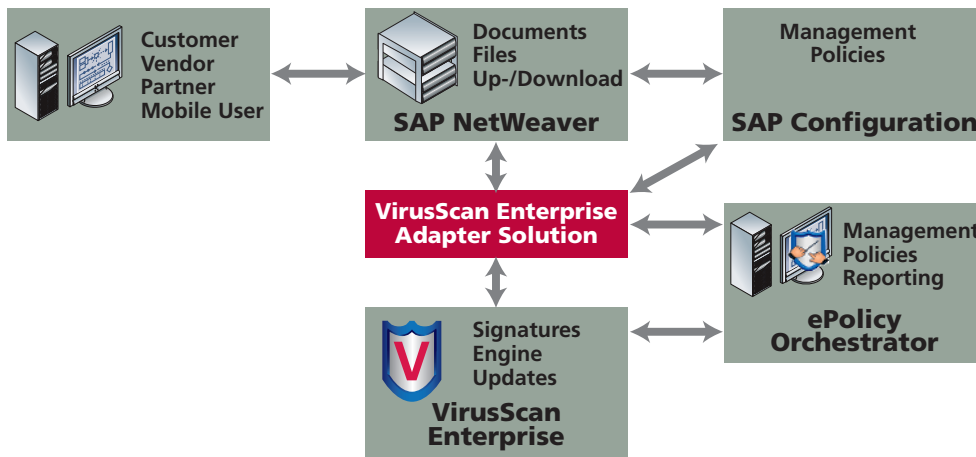 Customer
Vendor
Partner
Mobile User
Documents
Files
Up-/Download
SAP NetWeaver
Management
Policies
SAP Configuration
VirusScan Enterprise
Adapter Solution
Management
Policies
Reporting
ePolicy
Orchestrator
V
Signatures
Engine
Updates
VirusScan
Enterprise